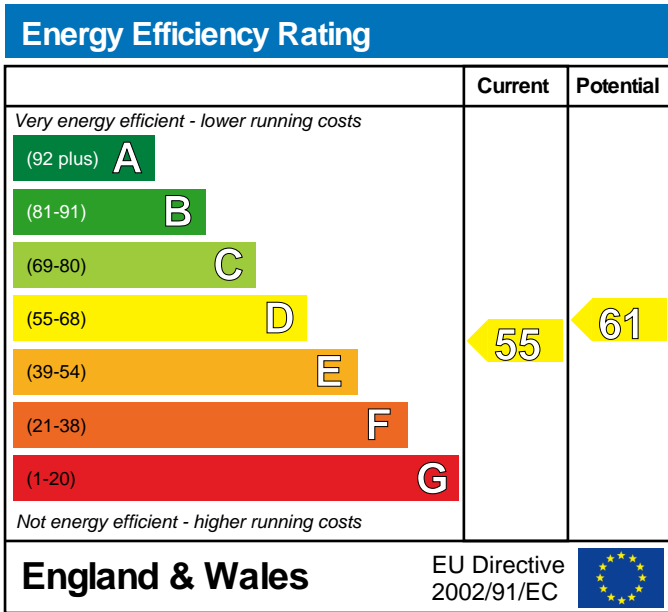 Energy Efficiency Rating
Current Potential
Very energy efficient - lower running costs
(92 plus) A
(81-91) B
(69-80) C
(55-68) D
(39-54) E
(21-38) F
(1-20) G
55
61
Not energy efficient - higher running costs
England & Wales
EU Directive
2002/91/EC